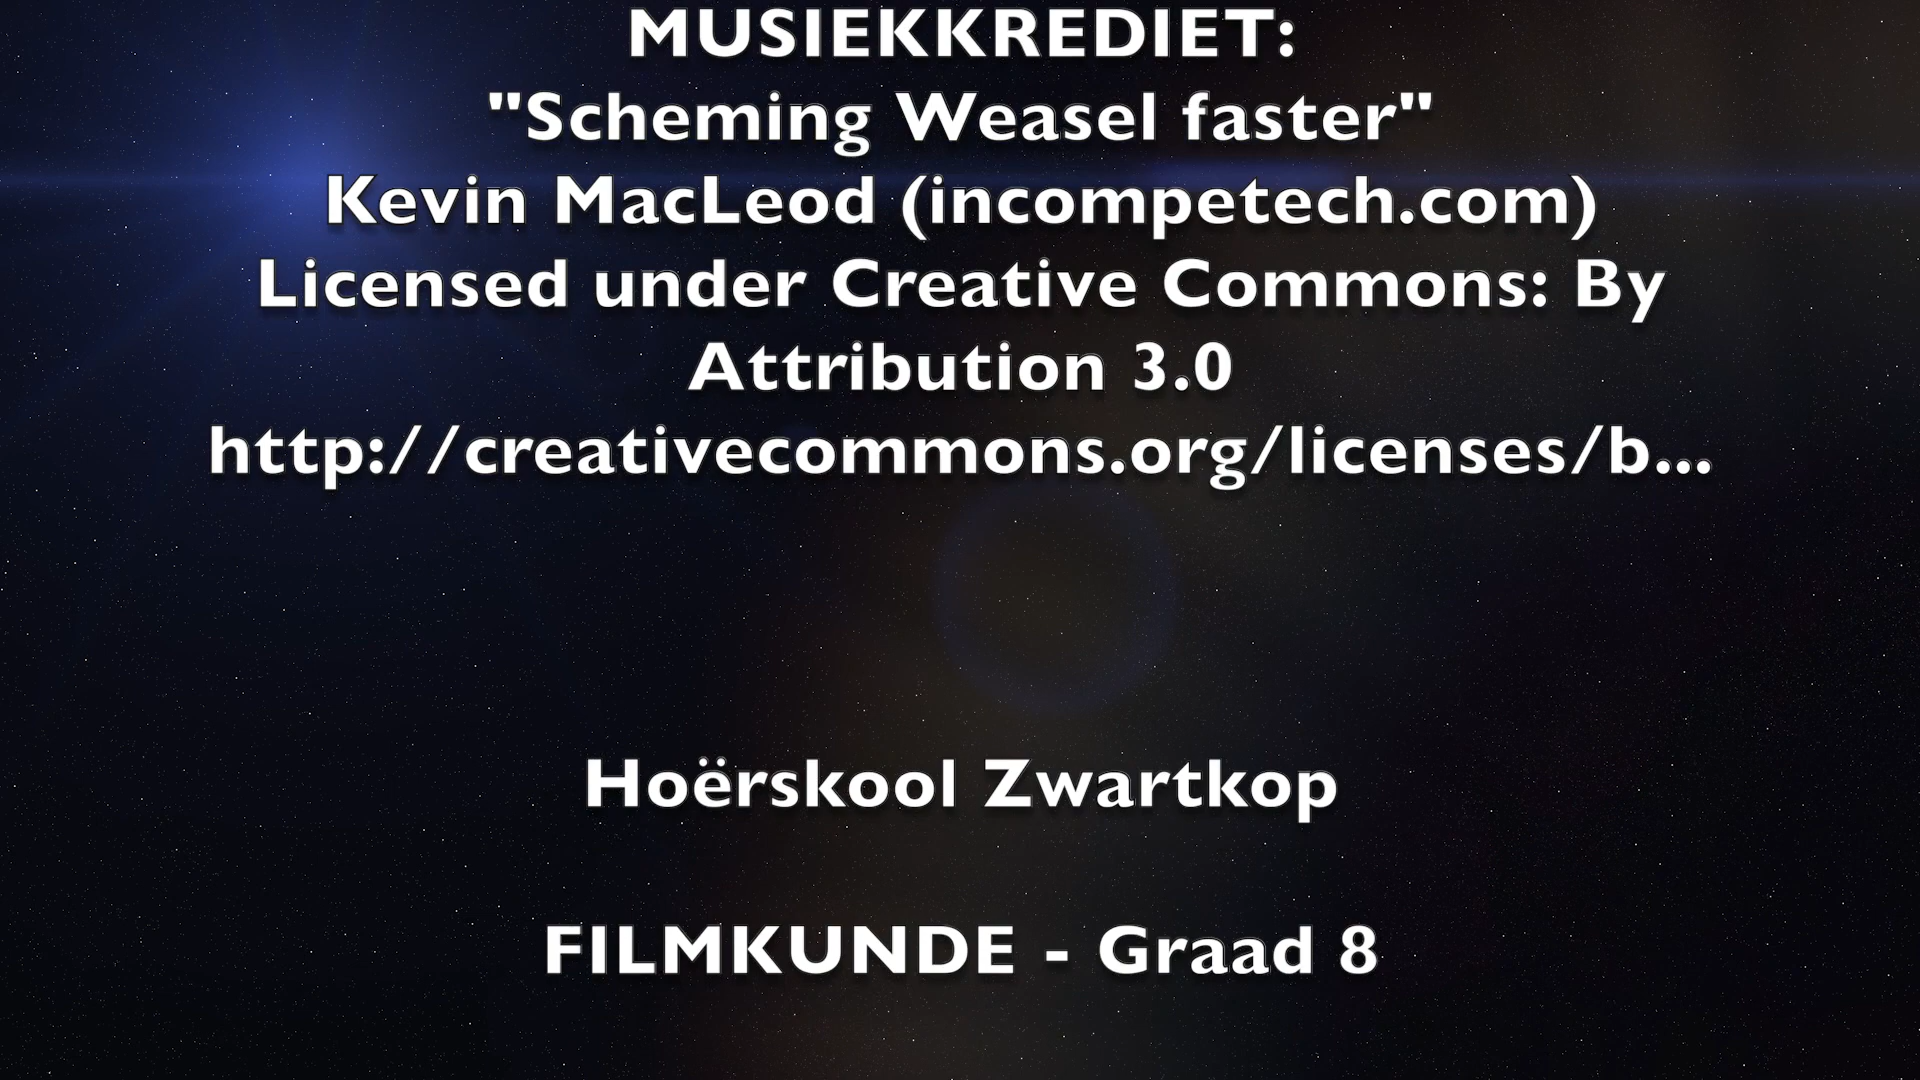 MUSIEKKREDIET:
"Scheming Weasel faster"
Kevin MacLeod (incompetech.com)
Licensed under Creative Commons: By
Attribution 3.0
http://creativecommons.org/licenses/b...
Hoërskool Zwartkop
FILMKUNDE - Graad 8